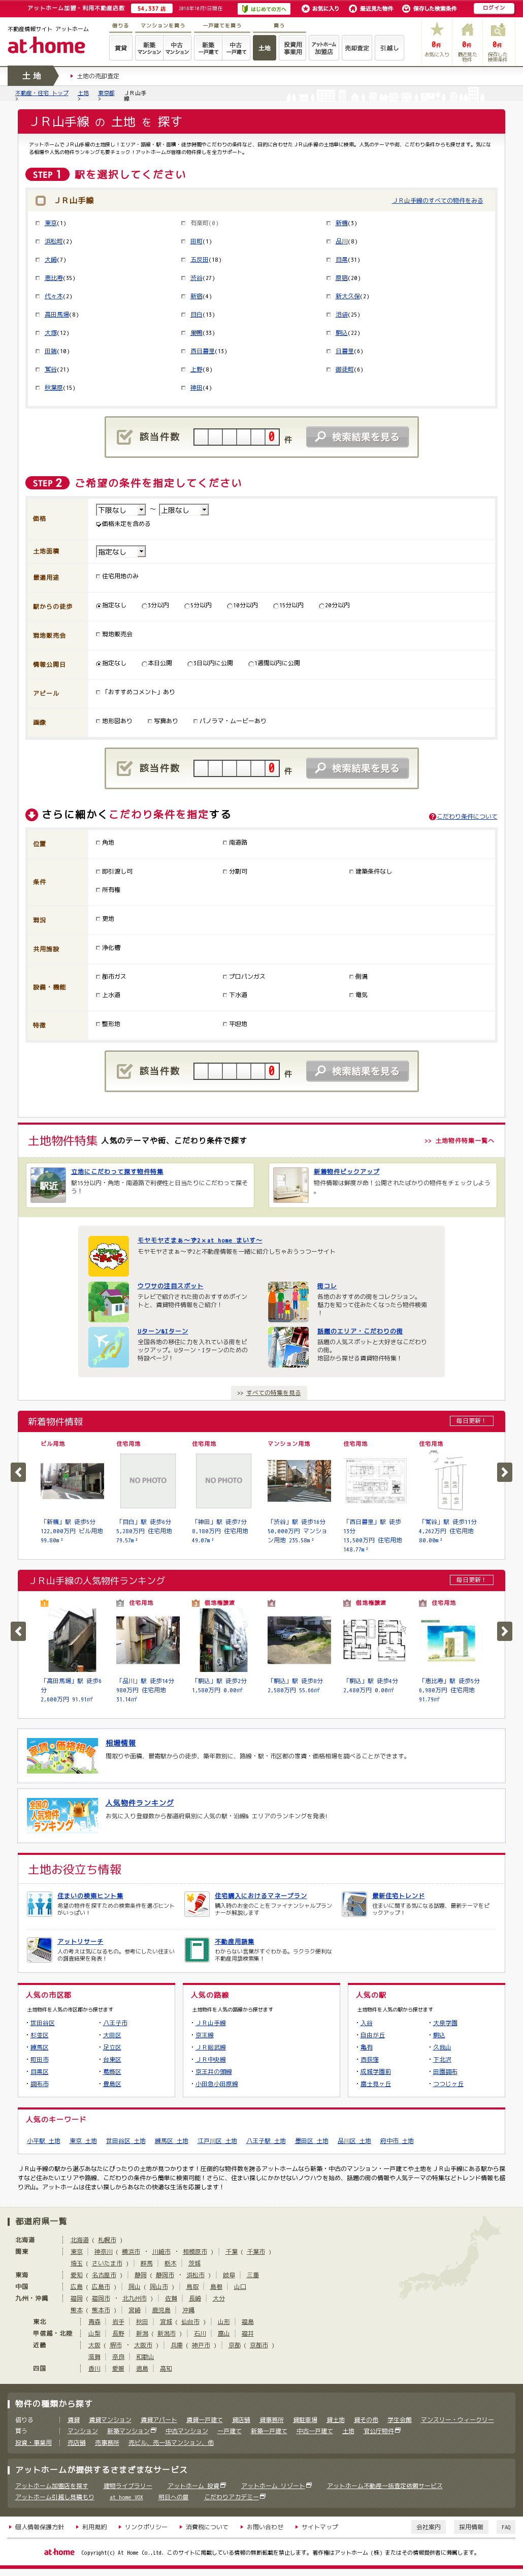 アットホーム加盟・利用不動産店数 54,337 店
はじめての方へ
お気に入り
最近見た物件
保存した検索条件
ログイン
不動産情報サイト アットホーム
at home
借りる
マンションを買う
一戸建てを買う
買う
賃貸
新築マンション
中古マンション
新築一戸建て
中古一戸建て
土地
投資用事業用
アットホーム加盟店
売却査定
引越し
0件
0件
0件
お気に入り
最近見た物件
保存した検索条件
土地
土地の売却査定
不動産・住宅 トップ >
土地 >
東京都 >
ＪＲ山手線
ＪＲ山手線 の 土地 を 探す
STEP 1 駅を選択してください
ＪＲ山手線
ＪＲ山手線のすべての物件をみる
東京(1)
有楽町(0)
新橋(3)
浜松町(2)
田町(1)
品川(8)
大崎(7)
五反田(18)
目黒(31)
恵比寿(35)
渋谷(27)
原宿(20)
代々木(2)
新宿(4)
新大久保(2)
高田馬場(8)
目白(13)
池袋(25)
大塚(12)
巣鴨(33)
駒込(22)
田端(10)
西日暮里(13)
日暮里(6)
鶯谷(21)
上野(8)
御徒町(6)
秋葉原(15)
神田(4)
該当件数 0 件 検索結果を見る
STEP 2 ご希望の条件を指定してください
価格
下限なし ～ 上限なし
価格未定を含める
土地面積
指定なし
最適用途
住宅用地のみ
駅からの徒歩
指定なし 3分以内 5分以内 10分以内 15分以内 20分以内
現地販売会
現地販売会
情報公開日
指定なし 本日公開 3日以内に公開 1週間以内に公開
アピール
「おすすめコメント」あり
画像
地形図あり 写真あり パノラマ・ムービーあり
該当件数 0 件 検索結果を見る
さらに細かくこだわり条件を指定する
こだわり条件について
位置
角地 南道路
条件
即引渡し可 分割可 建築条件なし
所有権
現況
更地
共用施設
浄化槽
設備・機能
都市ガス プロパンガス 側溝
上水道 下水道 電気
特徴
整形地 平坦地
該当件数 0 件 検索結果を見る
土地物件特集 人気のテーマや街、こだわり条件で探す
>> 土地物件特集一覧へ
駅近
立地にこだわって探す物件特集
駅15分以内・角地・南道路で利便性と日当たりにこだわって探そう！
新着物件ピックアップ
物件情報は鮮度が命！公開されたばかりの物件をチェックしよう。
モヤモヤさまぁ～ず2×at home まいす～
モヤモヤさまぁ～ず2と不動産情報を一緒に紹介しちゃおうっつーサイト
ウワサの注目スポット
テレビで紹介された街のおすすめポイントと、賃貸物件情報をご紹介！
街コレ
各地のおすすめの街をコレクション。
魅力を知って住みたくなったら物件検索！
Uターン&Iターン
全国各地の移住に力を入れている街をピックアップ。Uターン・Iターンのための特設ページ！
話題のエリア・こだわりの街
話題の人気スポットと大好きなこだわりの街。
地図から探せる賃貸物件特集！
>> すべての特集を見る
新着物件情報
毎日更新！
ビル用地
住宅用地
住宅用地
マンション用地
住宅用地
住宅用地
NO PHOTO
NO PHOTO
「新橋」駅 徒歩5分
122,000万円 ビル用地
99.80m²
「目白」駅 徒歩6分
5,280万円 住宅用地
79.57m²
「神田」駅 徒歩7分
8,180万円 住宅用地
49.07m²
「渋谷」駅 徒歩16分
50,000万円 マンション用地 235.58m²
「西日暮里」駅 徒歩13分
13,500万円 住宅用地
148.77m²
「鶯谷」駅 徒歩11分
4,262万円 住宅用地
80.08m²
ＪＲ山手線の人気物件ランキング
毎日更新！
住宅用地
借地権譲渡
借地権譲渡
住宅用地
「高田馬場」駅 徒歩6分
2,600万円 91.91㎡
「品川」駅 徒歩14分
980万円 住宅用地
31.14㎡
「駒込」駅 徒歩2分
1,580万円 0.00㎡
「駒込」駅 徒歩8分
2,580万円 55.66㎡
「駒込」駅 徒歩4分
2,480万円 0.00㎡
「恵比寿」駅 徒歩5分
6,980万円 住宅用地
91.79㎡
家賃・価格相場
相場情報
間取りや面積、最寄駅からの徒歩、築年数別に、路線・駅・市区郡の家賃・価格相場を調べることができます。
全国の人気物件
人気物件ランキング
お気に入り登録数から都道府県別に人気の駅・沿線& エリアのランキングを発表!
土地お役立ち情報
住まいの検索ヒント集
希望の物件を探すための検索条件を選ぶヒントがいっぱい！
住宅購入におけるマネープラン
購入時のお金のことをファイナンシャルプランナーが解説します
最新住宅トレンド
住まいに関する気になる話題、最新テーマをピックアップ！
アットリサーチ
人の考えは気になるもの。参考にしたい住まいの調査結果を発表！
不動産用語集
わからない言葉がすぐわかる。ラクラク便利な不動産用語検索集！
人気の市区郡
土地物件を人気の市区郡から探せます
・世田谷区 ・八王子市
・杉並区 ・大田区
・練馬区 ・足立区
・町田市 ・台東区
・目黒区 ・葛飾区
・調布市 ・豊島区
人気の路線
土地物件を人気の路線から探せます
・ＪＲ山手線
・京王線
・ＪＲ総武線
・ＪＲ中央線
・京王井の頭線
・小田急小田原線
人気の駅
土地物件を人気の駅から探せます
・入谷 ・大泉学園
・自由が丘 ・駒込
・亀有 ・久我山
・西荻窪 ・下北沢
・成城学園前 ・田園調布
・富士見ヶ丘 ・つつじヶ丘
人気のキーワード
小平駅 土地 東京 土地 世田谷区 土地 練馬区 土地 江戸川区 土地 八王子駅 土地 墨田区 土地 品川区 土地 府中市 土地
ＪＲ山手線の駅から選ぶあなたにぴったりの土地が見つかります！圧倒的な物件数を誇るアットホームなら新築・中古のマンション・一戸建てや土地をＪＲ山手線にある駅から探すなど住みたいエリアや路線、こだわりの条件から簡単に検索可能！さらに、住まい探しにかかせないノウハウを始め、話題の街の情報や人気テーマの特集などトレンド情報も盛り沢山。アットホームは住まい探しからあなたの快適な生活を応援します！
都道府県一覧
北海道 北海道 ( 札幌市 )
関東 東京 神奈川 ( 横浜市 ・ 川崎市 ・ 相模原市 ) 千葉 ( 千葉市 )
埼玉 ( さいたま市 ) 群馬 栃木 茨城
東海 愛知 ( 名古屋市 ) 静岡 ( 静岡市 ・ 浜松市 ) 岐阜 三重
中国 広島 ( 広島市 ) 岡山 ( 岡山市 ) 鳥取 島根 山口
九州・沖縄 福岡 ( 福岡市 ・ 北九州市 ) 佐賀 長崎 大分
熊本 ( 熊本市 ) 宮崎 鹿児島 沖縄
東北 青森 岩手 秋田 宮城 ( 仙台市 ) 山形 福島
甲信越・北陸 山梨 長野 新潟 ( 新潟市 ) 石川 富山 福井
近畿 大阪 ( 堺市 ・ 大阪市 ) 兵庫 ( 神戸市 ) 京都 ( 京都市 )
滋賀 奈良 和歌山
四国 香川 愛媛 徳島 高知
物件の種類から探す
借りる 賃貸 賃貸マンション 賃貸アパート 賃貸一戸建て 貸店舗 貸事務所 貸駐車場 貸土地 貸その他 学生会館 マンスリー・ウィークリー
買う マンション 新築マンション 中古マンション 一戸建て 新築一戸建て 中古一戸建て 土地 官公庁物件
投資・事業用 売店舗 売事務所 売ビル、売一括マンション、他
アットホームが提供するさまざまなサービス
アットホーム加盟店を探す 建物ライブラリー アットホーム 投資 アットホーム リゾート アットホーム不動産一括査定依頼サービス
アットホーム引越し見積もり at home VOX 明日への扉 こだわりアカデミー
個人情報保護方針 利用規約 リンクポリシー 消費税について お問い合わせ サイトマップ 会社案内 採用情報 FAQ
at home Copyright(c) At Home Co.,Ltd. このサイトに掲載している情報の無断転載を禁止します。著作権はアットホーム（株）またはその情報提供者に帰属します。